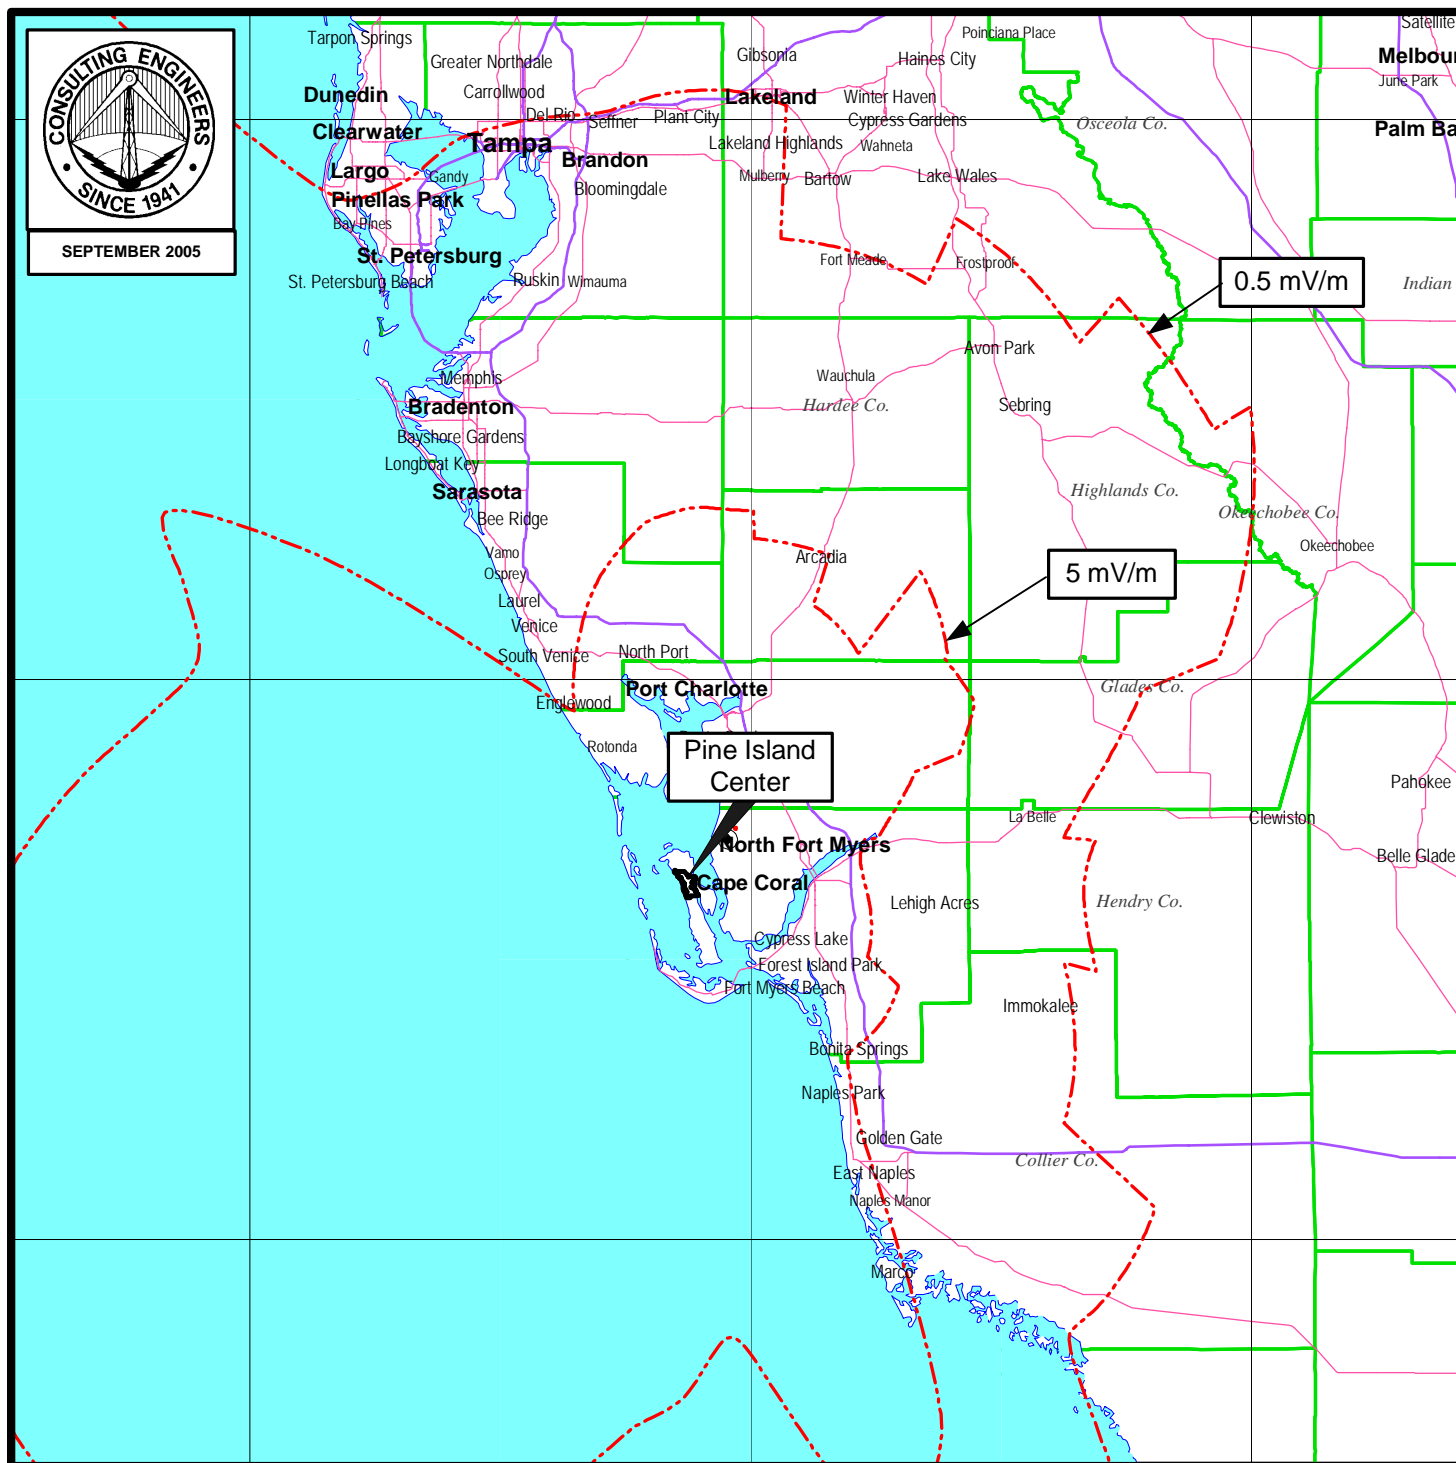 CONSULTING ENGINEERS
SINCE 1941
SEPTEMBER 2005
Tarpon Springs
Greater Northdale
Gibsonia
Poinciana Place
Haines City
Satellite
Melbour
June Park
Dunedin
Carrollwood
Del Rio
Seffner
Plant City
Lakeland
Winter Haven
Cypress Gardens
Osceola Co.
Palm Ba
Clearwater
Tampa
Brandon
Lakeland Highlands
Wahneta
Largo
Gandy
Bloomingdale
Mulberry
Bartow
Lake Wales
Pinellas Park
Bay Pines
St. Petersburg
St. Petersburg Beach
Ruskin
Wimauma
Fort Meade
Frostproof
0.5 mV/m
Indian
Avon Park
Memphis
Wauchula
Bradenton
Hardee Co.
Sebring
Bayshore Gardens
Longboat Key
Sarasota
Highlands Co.
Bee Ridge
Okeechobee Co.
Vamo
Arcadia
Okeechobee
Osprey
5 mV/m
Laurel
Venice
South Venice
North Port
Port Charlotte
Glades Co.
Englewood
Rotonda
Pine Island
Center
Pahokee
La Belle
Clewiston
North Fort Myers
Belle Glade
Cape Coral
Lehigh Acres
Hendry Co.
Cypress Lake
Forest Island Park
Fort Myers Beach
Immokalee
Bonita Springs
Naples Park
Golden Gate
Collier Co.
East Naples
Naples Manor
Marco